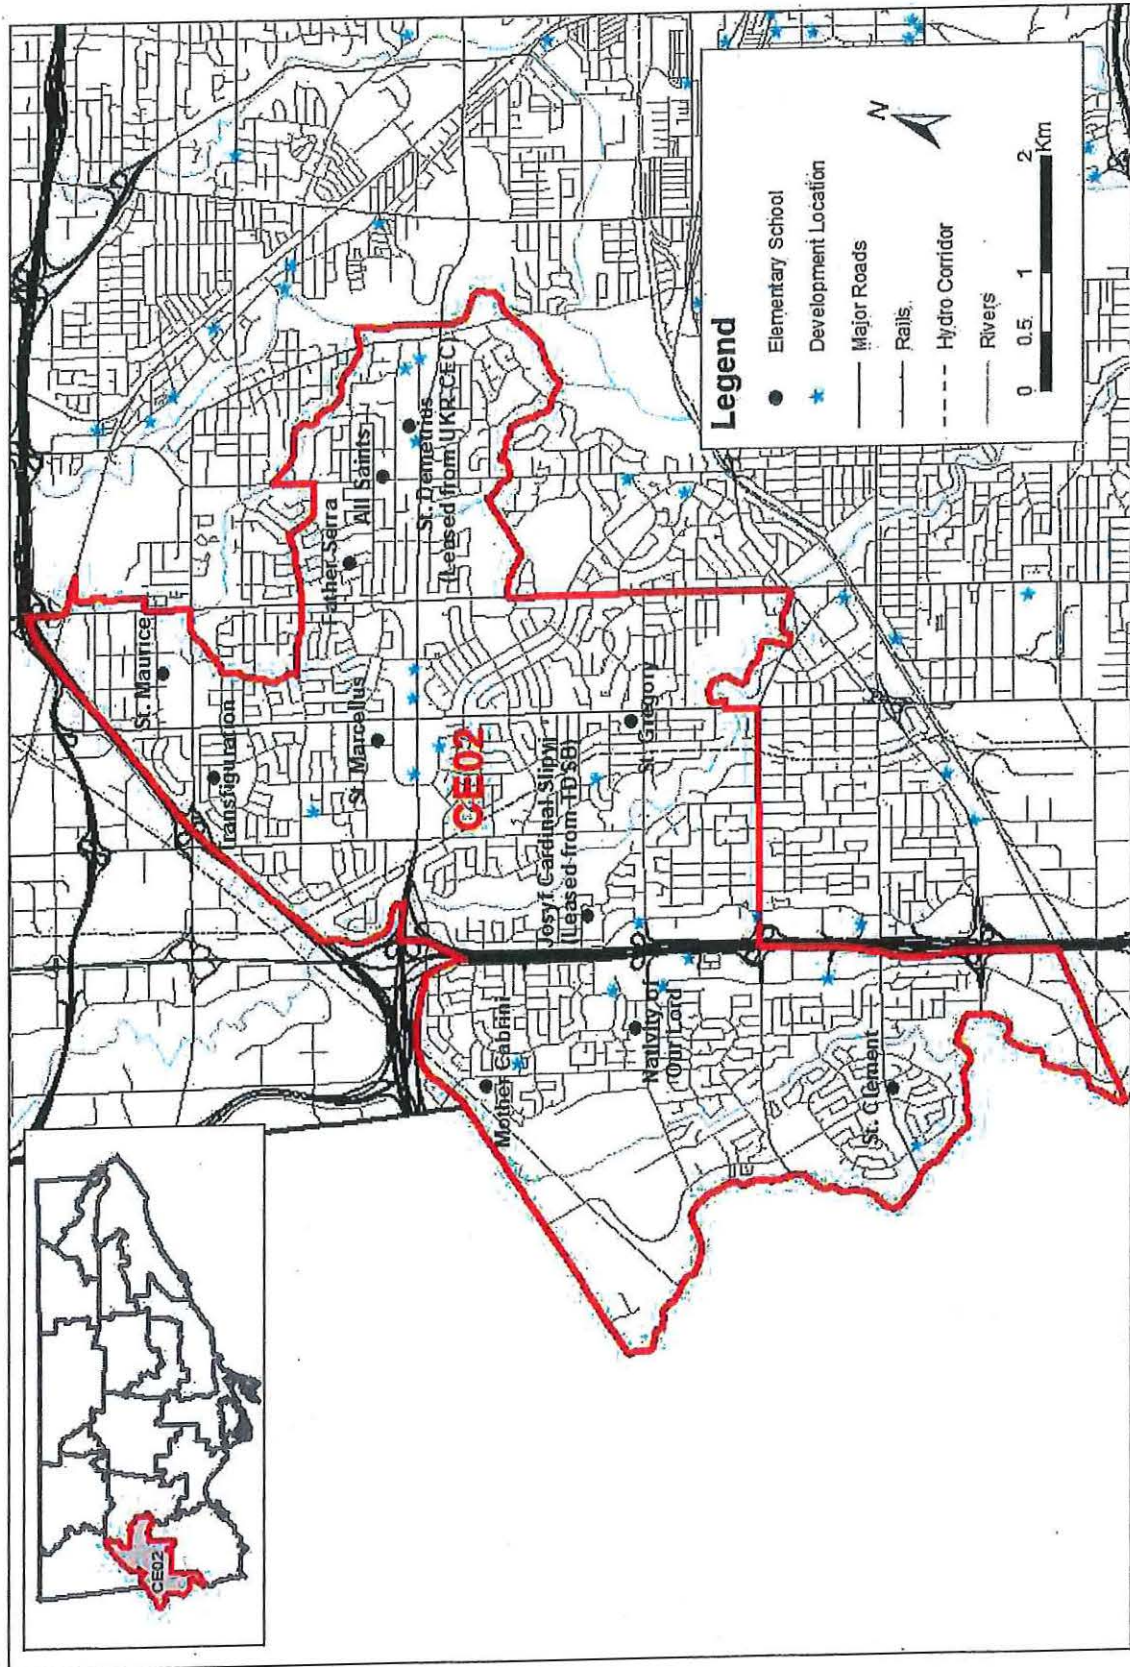 CE02
St. Maurice
Transfiguration
Father Serra
All Saints
St. Marcellus
St. Demetrius
(Leased from UKR.CEC)
CE02
Josyf Cardinal Slipyi
(Leased from TDSB)
St. Gregory
Mother Cabrini
Nativity of
Our Lord
St. Clement
Legend
Elementary School
Development Location
Major Roads
Rails
Hydro Corridor
Rivers
N
0 0.5 1 2
Km